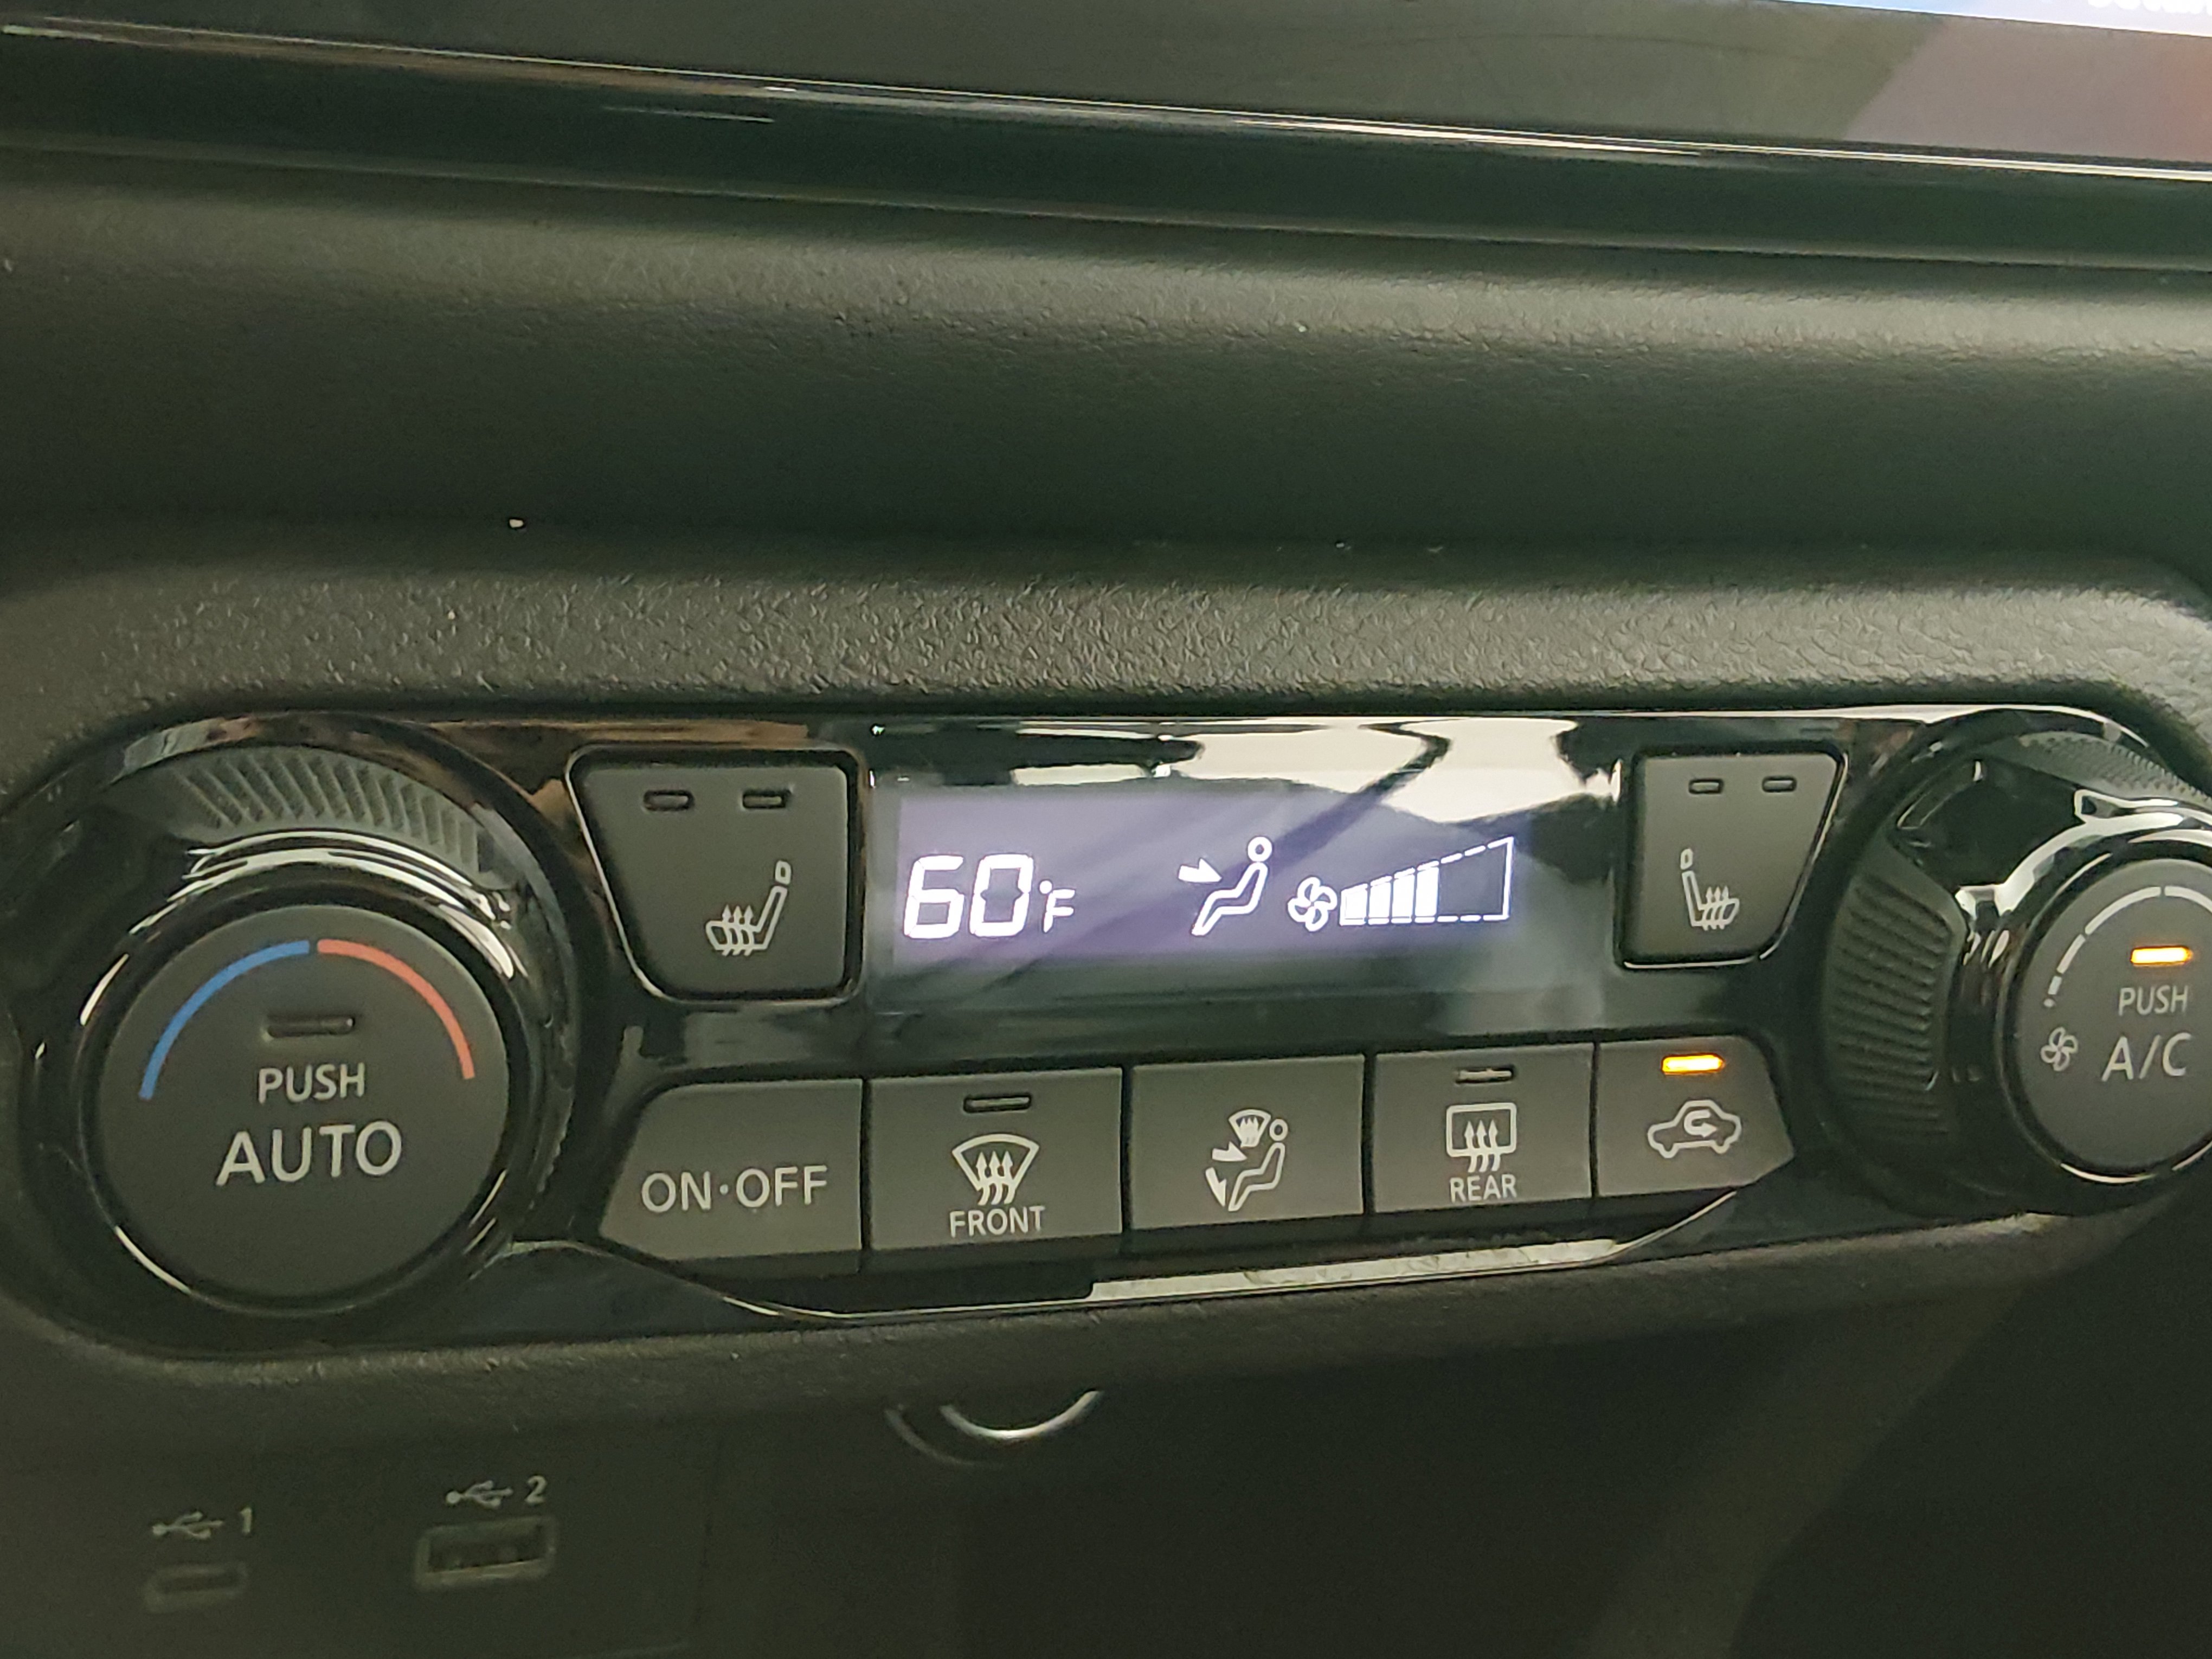 60°F
PUSH
AUTO
ON·OFF
FRONT
REAR
PUSH
A/C
1
2